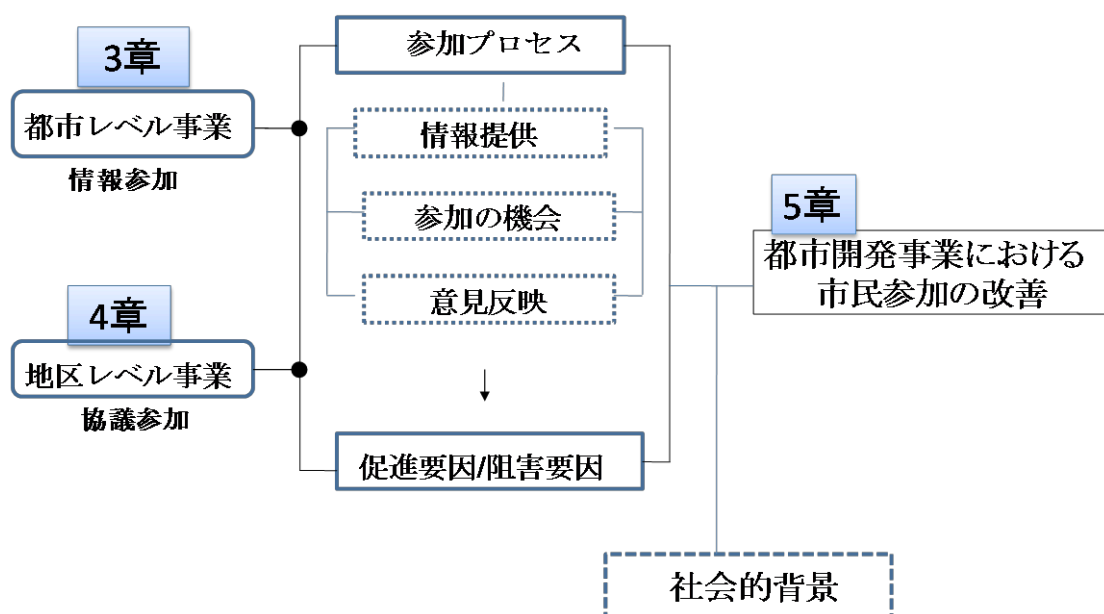 3章
都市レベル事業
情報参加
4章
地区レベル事業
協議参加
参加プロセス
情報提供
参加の機会
意見反映
↓
促進要因/阻害要因
5章
都市開発事業における
市民参加の改善
社会的背景